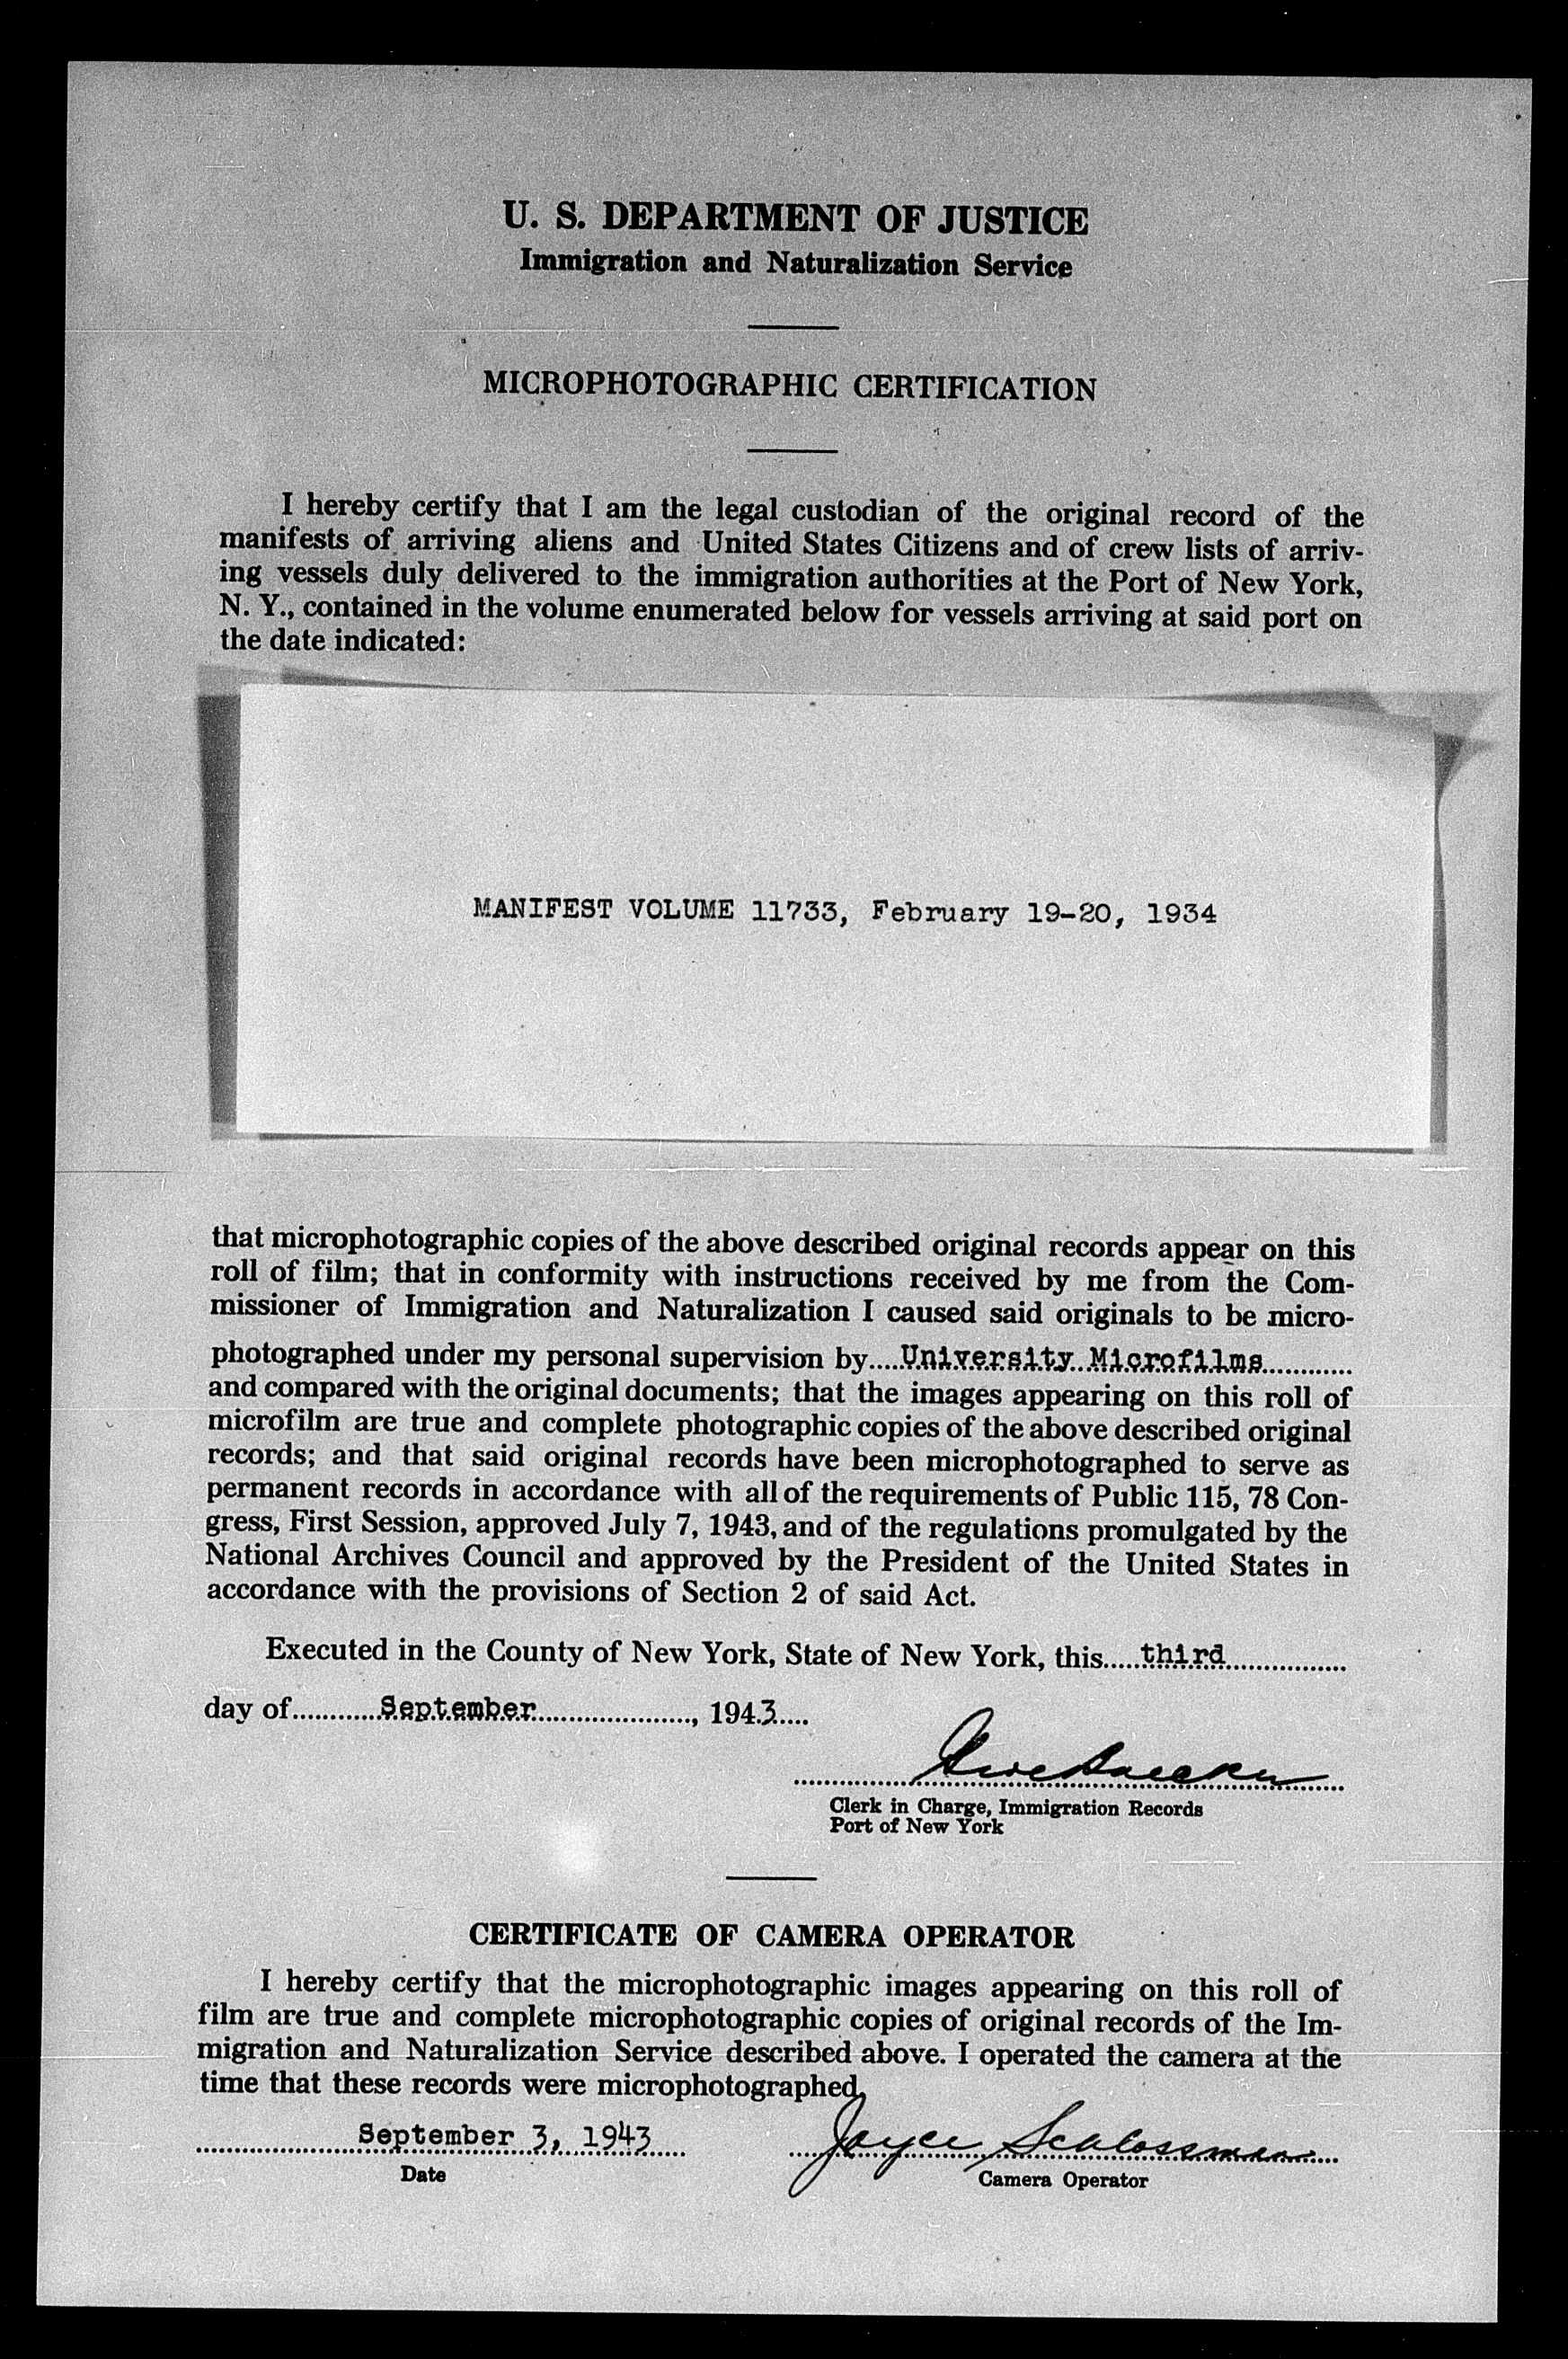 U. S. DEPARTMENT OF JUSTICE
Immigration and Naturalization Service
MICROPHOTOGRAPHIC CERTIFICATION
I hereby certify that I am the legal custodian of the original record of the
manifests of arriving aliens and United States Citizens and of crew lists of arriv-
ing vessels duly delivered to the immigration authorities at the Port of New York,
N. Y., contained in the volume enumerated below for vessels arriving at said port on
the date indicated:
MANIFEST VOLUME 11733, February 19-20, 1934
that microphotographic copies of the above described original records appear on this
roll of film; that in conformity with instructions received by me from the Com-
missioner of Immigration and Naturalization I caused said originals to be micro-
photographed under my personal supervision by....University Microfilms............
and compared with the original documents; that the images appearing on this roll of
microfilm are true and complete photographic copies of the above described original
records; and that said original records have been microphotographed to serve as
permanent records in accordance with all of the requirements of Public 115, 78 Con-
gress, First Session, approved July 7, 1943, and of the regulations promulgated by the
National Archives Council and approved by the President of the United States in
accordance with the provisions of Section 2 of said Act.
Executed in the County of New York, State of New York, this.....third.................
day of............September......................, 1943.....
Clerk in Charge, Immigration Records
Port of New York
CERTIFICATE OF CAMERA OPERATOR
I hereby certify that the microphotographic images appearing on this roll of
film are true and complete microphotographic copies of original records of the Im-
migration and Naturalization Service described above. I operated the camera at the
time that these records were microphotographed.
September 3, 1943 Joyce Schlossman
Date
Camera Operator